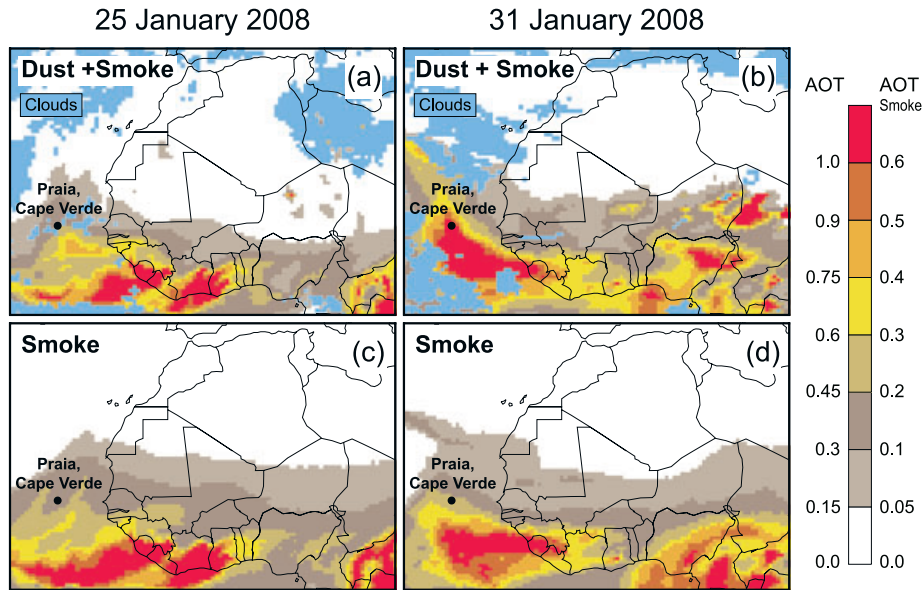 25 January 2008
31 January 2008
Dust +Smoke
(a)
Clouds
Praia,
Cape Verde
Dust + Smoke
(b)
Clouds
Praia,
Cape Verde
Smoke
(c)
Praia,
Cape Verde
Smoke
(d)
Praia,
Cape Verde
AOT
AOT
Smoke
1.0
0.6
0.9
0.5
0.75
0.4
0.6
0.3
0.45
0.2
0.3
0.1
0.15
0.05
0.0
0.0